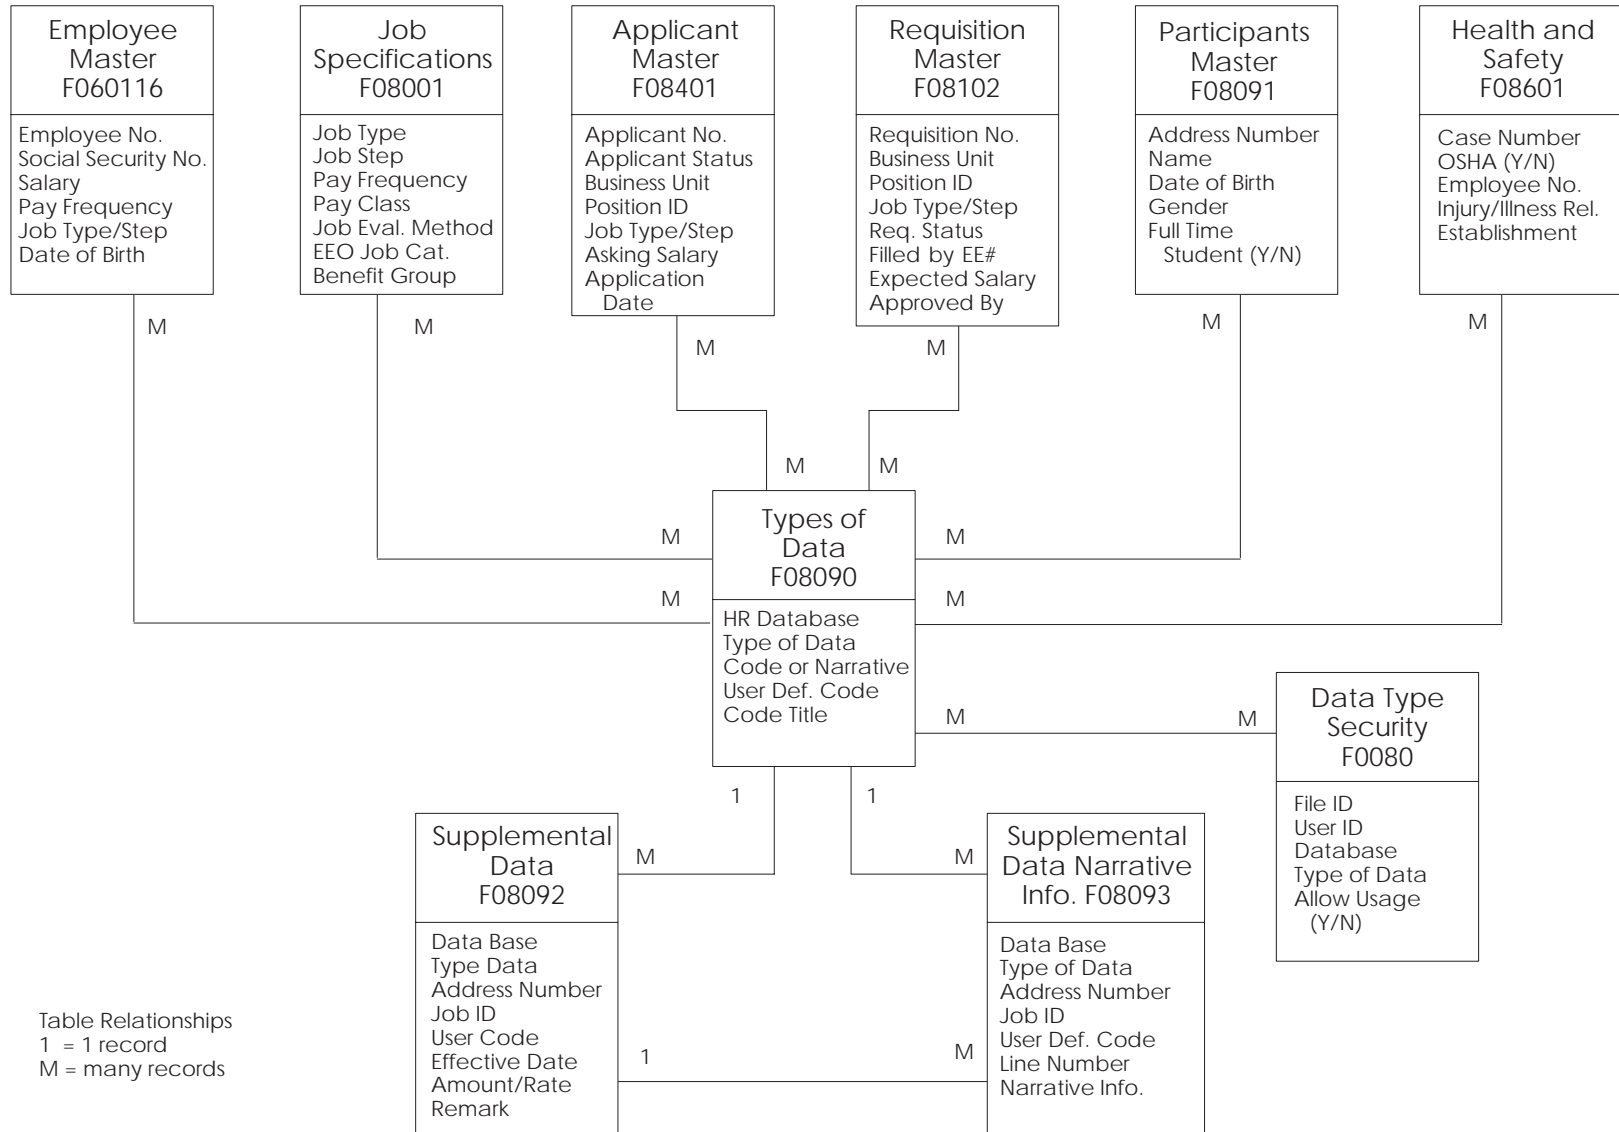 Employee
Master
F060116
Employee No.
Social Security No.
Salary
Pay Frequency
Job Type/Step
Date of Birth
Job
Specifications
F08001
Job Type
Job Step
Pay Frequency
Pay Class
Job Eval. Method
EEO Job Cat.
Benefit Group
Applicant
Master
F08401
Applicant No.
Applicant Status
Business Unit
Position ID
Job Type/Step
Asking Salary
Application
Date
Requisition
Master
F08102
Requisition No.
Business Unit
Position ID
Job Type/Step
Req. Status
Filled by EE#
Expected Salary
Approved By
Participants
Master
F08091
Address Number
Name
Date of Birth
Gender
Full Time
Student (Y/N)
Health and
Safety
F08601
Case Number
OSHA (Y/N)
Employee No.
Injury/Illness Rel.
Establishment
M
M
M
M
M
M
M
M
M
M
M
M
Types of
Data
F08090
HR Database
Type of Data
Code or Narrative
User Def. Code
Code Title
M
M
Data Type
Security
F0080
File ID
User ID
Database
Type of Data
Allow Usage
(Y/N)
1
1
M
M
Supplemental
Data
F08092
Data Base
Type Data
Address Number
Job ID
User Code
Effective Date
Amount/Rate
Remark
1
M
Supplemental
Data Narrative
Info. F08093
Data Base
Type of Data
Address Number
Job ID
User Def. Code
Line Number
Narrative Info.
Table Relationships
1 = 1 record
M = many records